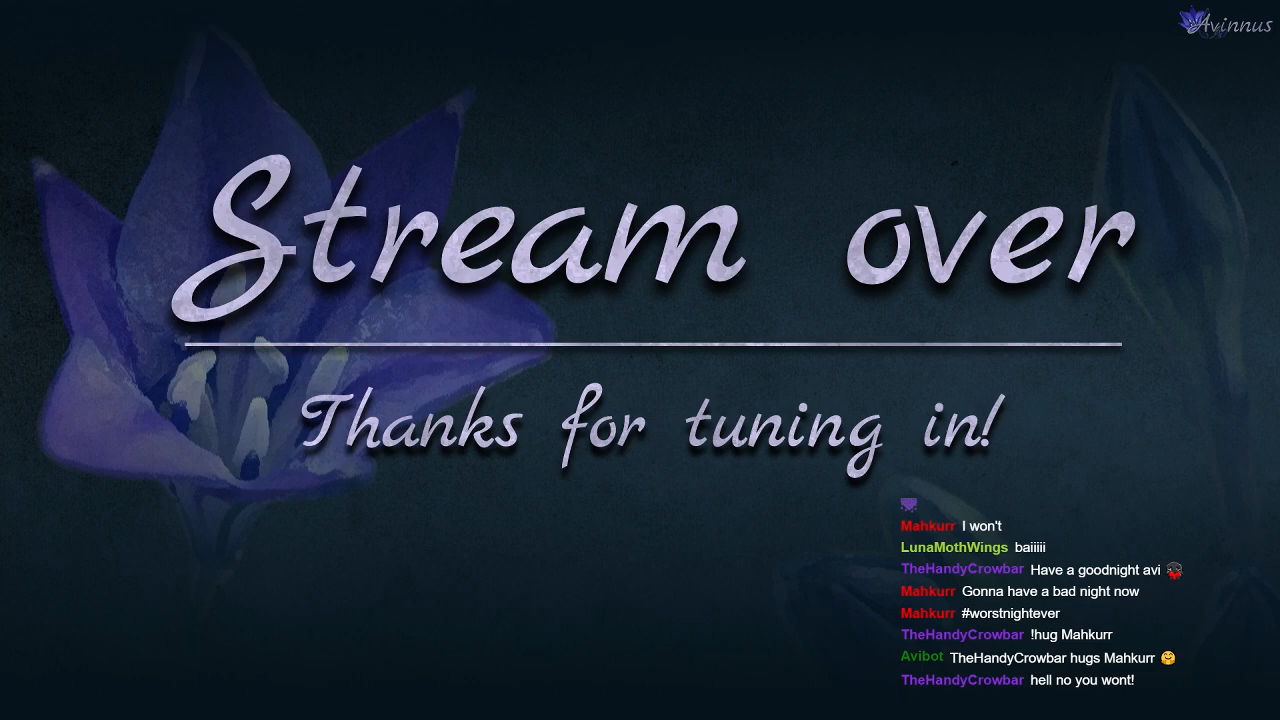 Avinnus
Stream over
Thanks for tuning in!
Mahkurr I won't
LunaMothWings baiiiii
TheHandyCrowbar Have a goodnight avi
Mahkurr Gonna have a bad night now
Mahkurr #worstnightever
TheHandyCrowbar !hug Mahkurr
Avibot TheHandyCrowbar hugs Mahkurr 🤗
TheHandyCrowbar hell no you wont!